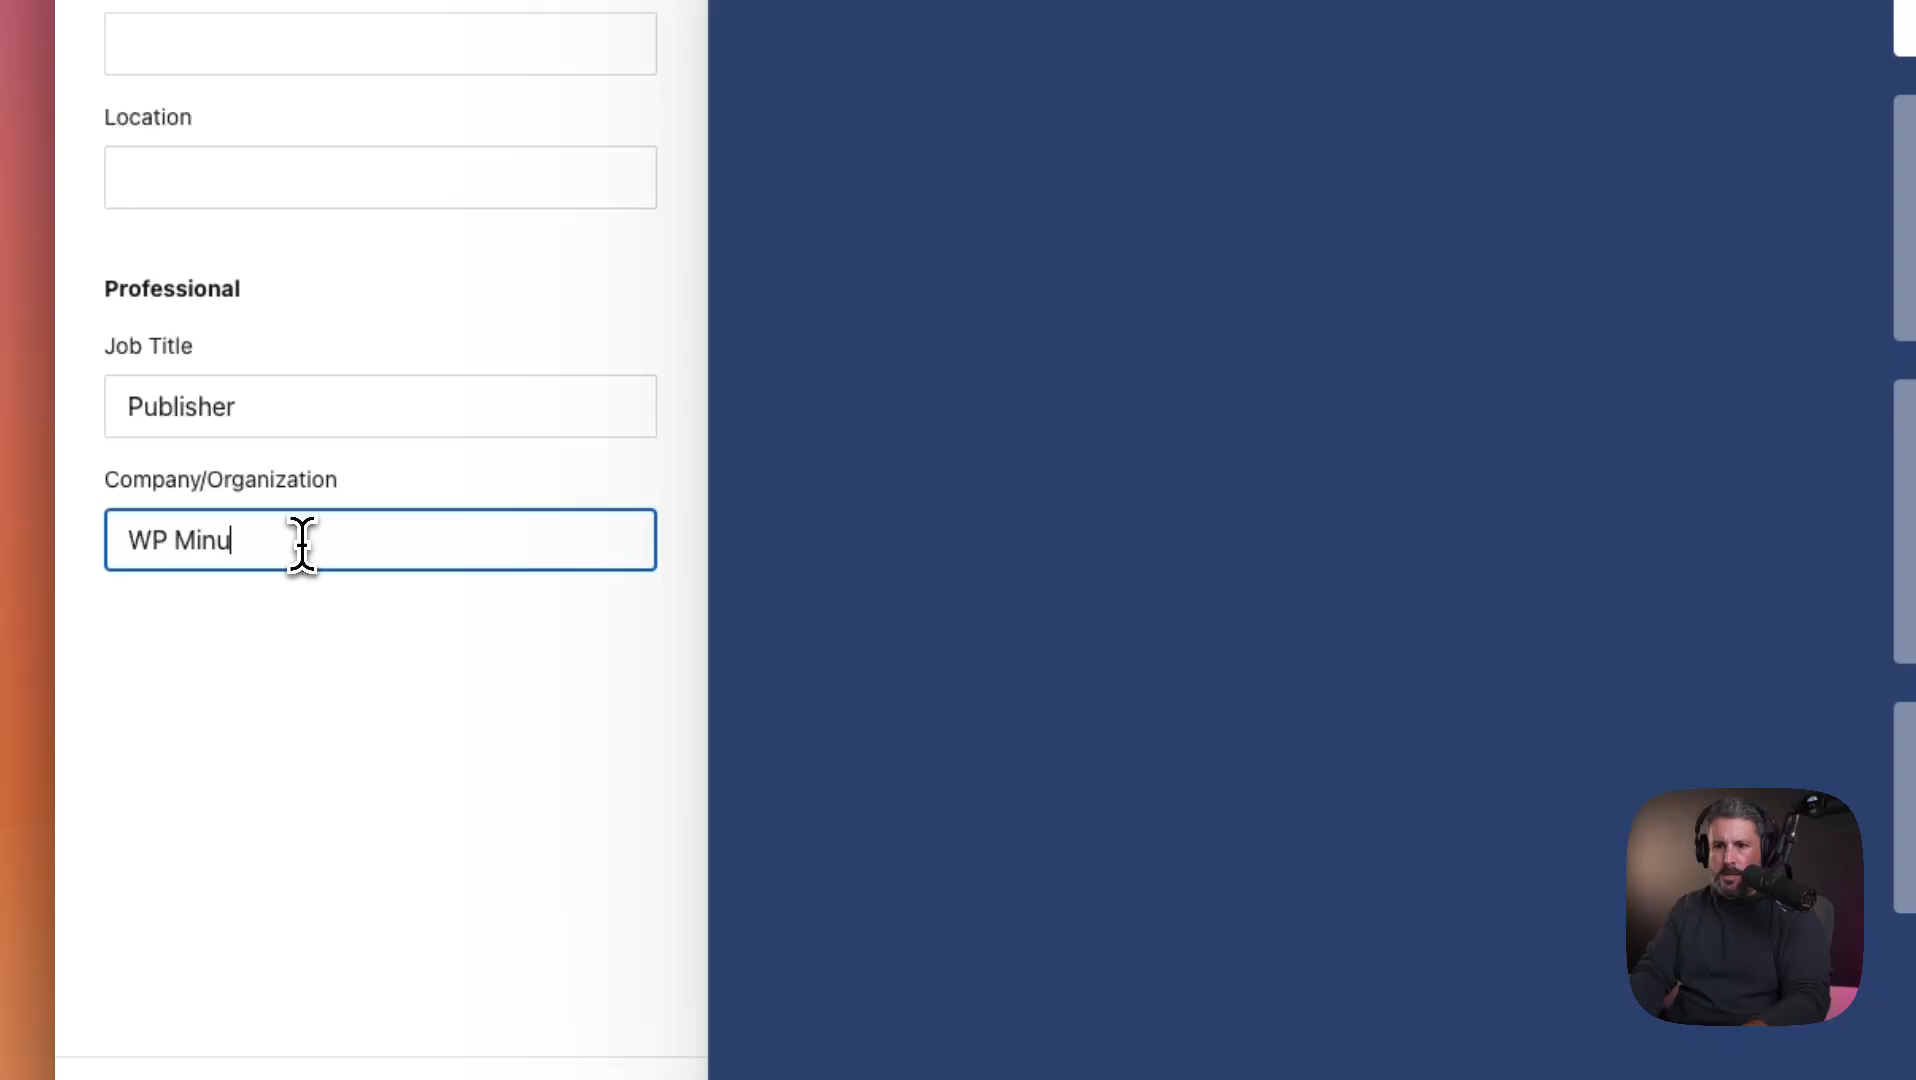 Location
Professional
Job Title
Publisher
Company/Organization
WP Minu